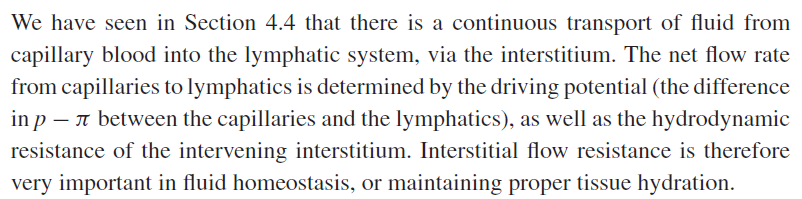 We have seen in Section 4.4 that there is a continuous transport of fluid from
capillary blood into the lymphatic system, via the interstitium. The net flow rate
from capillaries to lymphatics is determined by the driving potential (the difference
in p − π between the capillaries and the lymphatics), as well as the hydrodynamic
resistance of the intervening interstitium. Interstitial flow resistance is therefore
very important in fluid homeostasis, or maintaining proper tissue hydration.